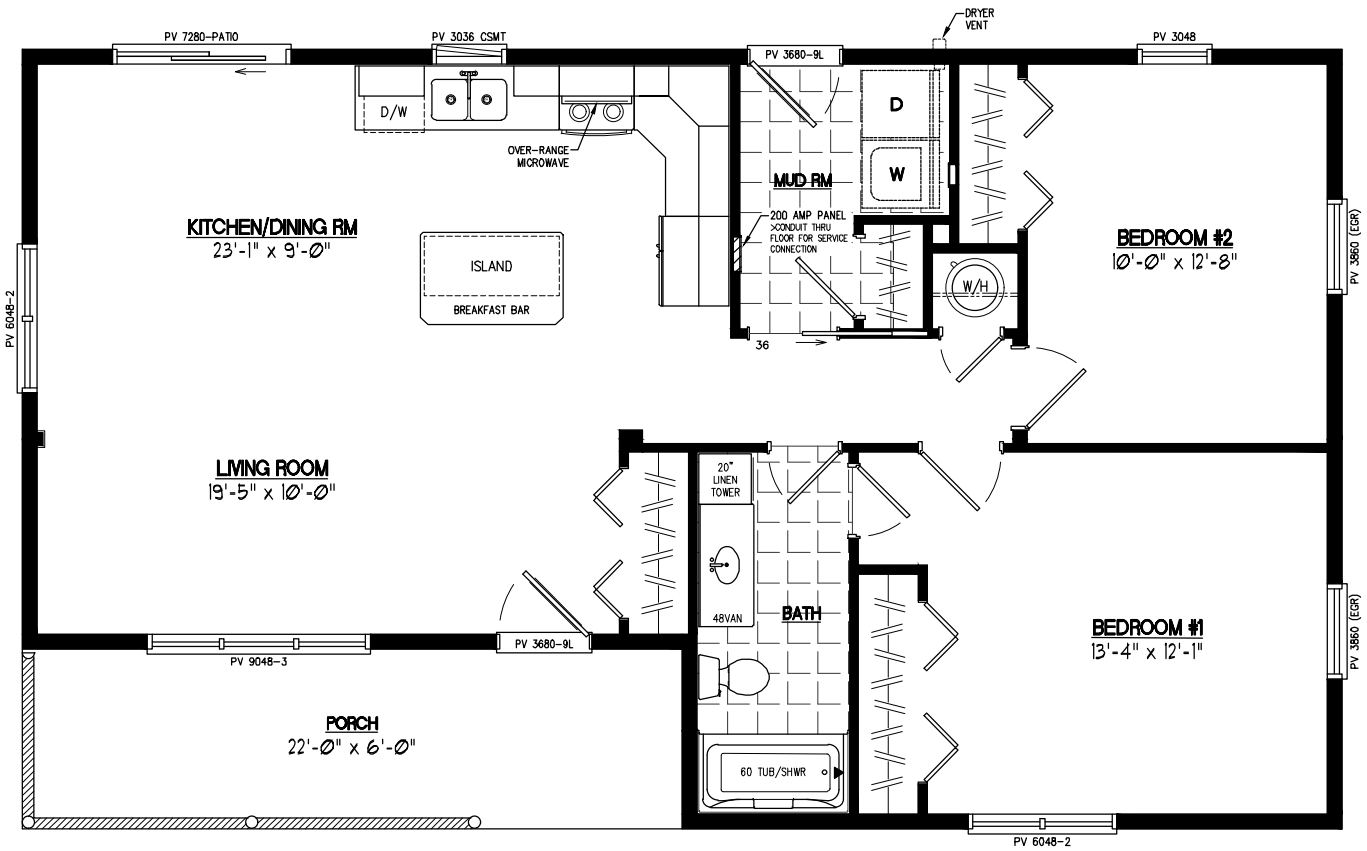 DRYER
VENT
PV 7280-PATIO
PV 3036 CSMT
PV 3680-9L
PV 3048
D/W
D
OVER-RANGE
MICROWAVE
W
MUD RM
200 AMP PANEL
>CONDUIT THRU
FLOOR FOR SERVICE
CONNECTION
KITCHEN/DINING RM
23'-1" x 9'-0"
BEDROOM #2
10'-0" x 12'-8"
PV 3860 (EGR)
ISLAND
BREAKFAST BAR
W/H
PV 6048-2
36
LIVING ROOM
19'-5" x 10'-0"
20"
LINEN
TOWER
48VAN
BATH
BEDROOM #1
13'-4" x 12'-1"
PV 3860 (EGR)
PV 3680-9L
PV 9048-3
PORCH
22'-0" x 6'-0"
60 TUB/SHWR
PV 6048-2